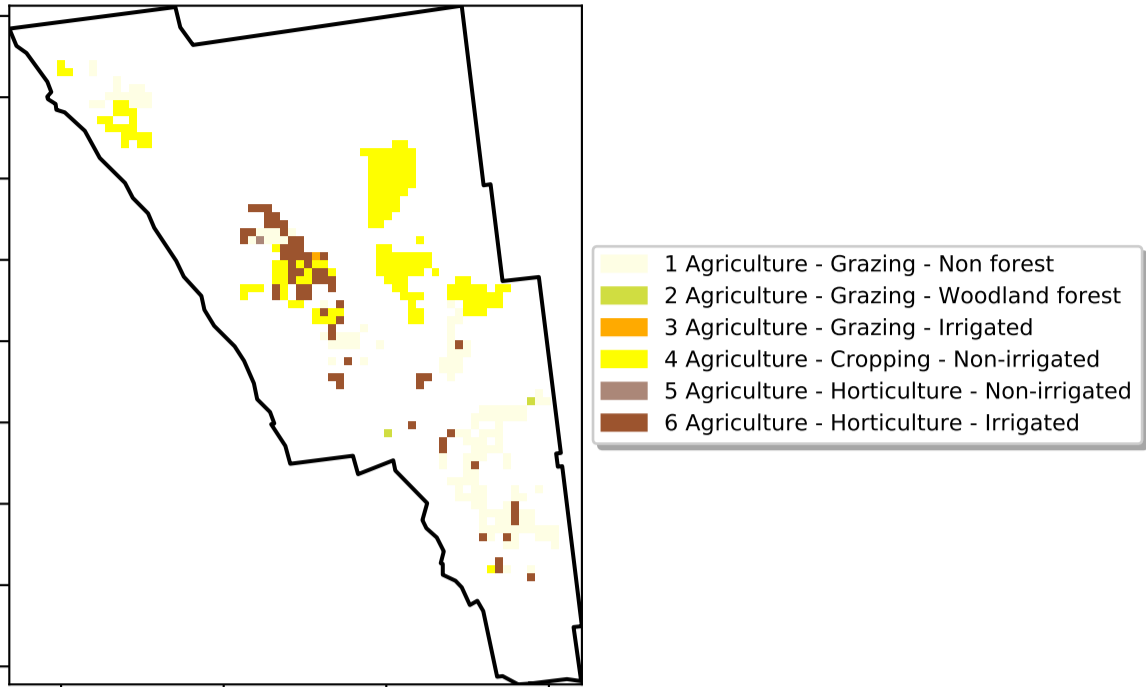 1 Agriculture - Grazing - Non forest
2 Agriculture - Grazing - Woodland forest
3 Agriculture - Grazing - Irrigated
4 Agriculture - Cropping - Non-irrigated
5 Agriculture - Horticulture - Non-irrigated
6 Agriculture - Horticulture - Irrigated